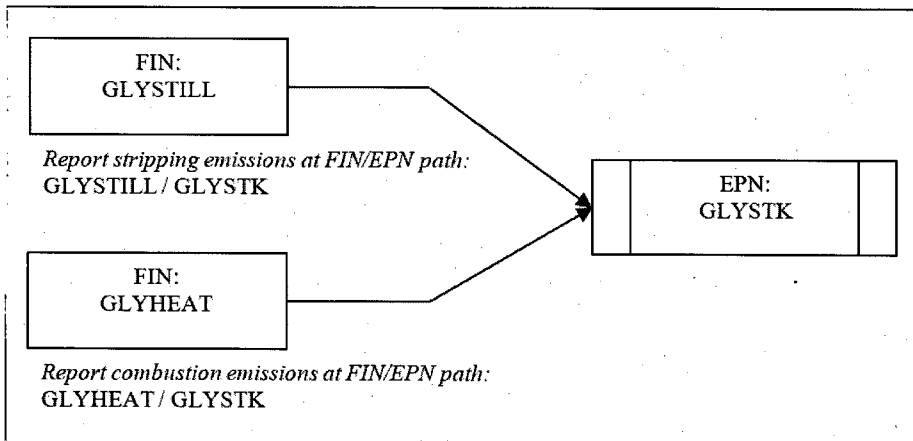 FIN:
GLYSTILL
Report stripping emissions at FIN/EPN path:
GLYSTILL / GLYSTK
EPN:
GLYSTK
FIN:
GLYHEAT
Report combustion emissions at FIN/EPN path:
GLYHEAT / GLYSTK